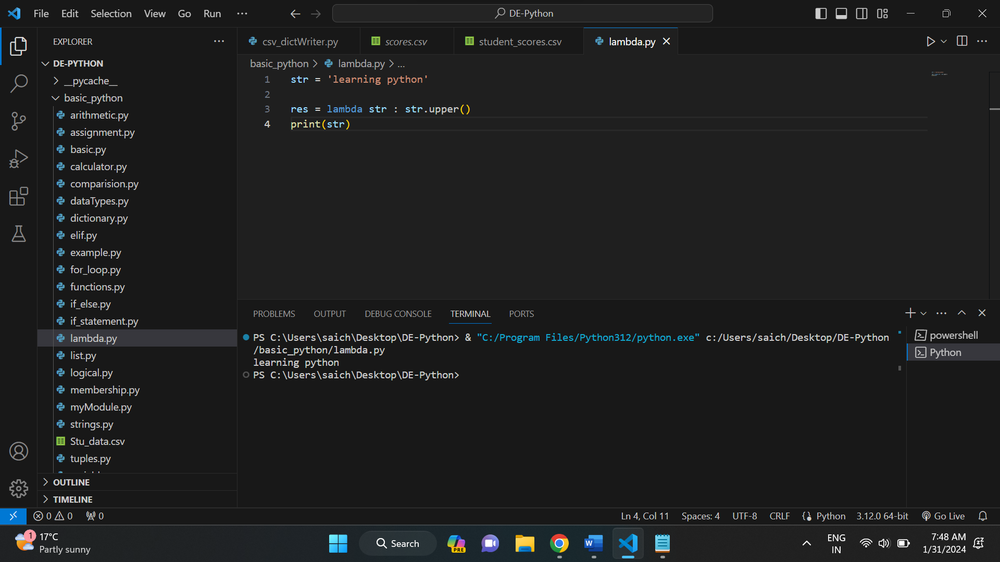 File Edit Selection View Go Run ···
DE-Python
EXPLORER ···
csv_dictWriter.py scores.csv student_scores.csv lambda.py
DE-PYTHON
__pycache__
basic_python
arithmetic.py
assignment.py
basic.py
calculator.py
comparision.py
dataTypes.py
dictionary.py
elif.py
example.py
for_loop.py
functions.py
if_else.py
if_statement.py
lambda.py
list.py
logical.py
membership.py
myModule.py
strings.py
Stu_data.csv
tuples.py
OUTLINE
TIMELINE
basic_python > lambda.py > ...
1 str = 'learning python'
2
3 res = lambda str : str.upper()
4 print(str)
PROBLEMS OUTPUT DEBUG CONSOLE TERMINAL PORTS
PS C:\Users\saich\Desktop\DE-Python> & "C:/Program Files/Python312/python.exe" c:/Users/saich/Desktop/DE-Python
/basic_python/lambda.py
learning python
PS C:\Users\saich\Desktop\DE-Python>
powershell
Python
0 0 0
Ln 4, Col 11 Spaces: 4 UTF-8 CRLF Python 3.12.0 64-bit Go Live
1 17°C
Partly sunny
Search
PRE
W
ENG
IN
7:48 AM
1/31/2024